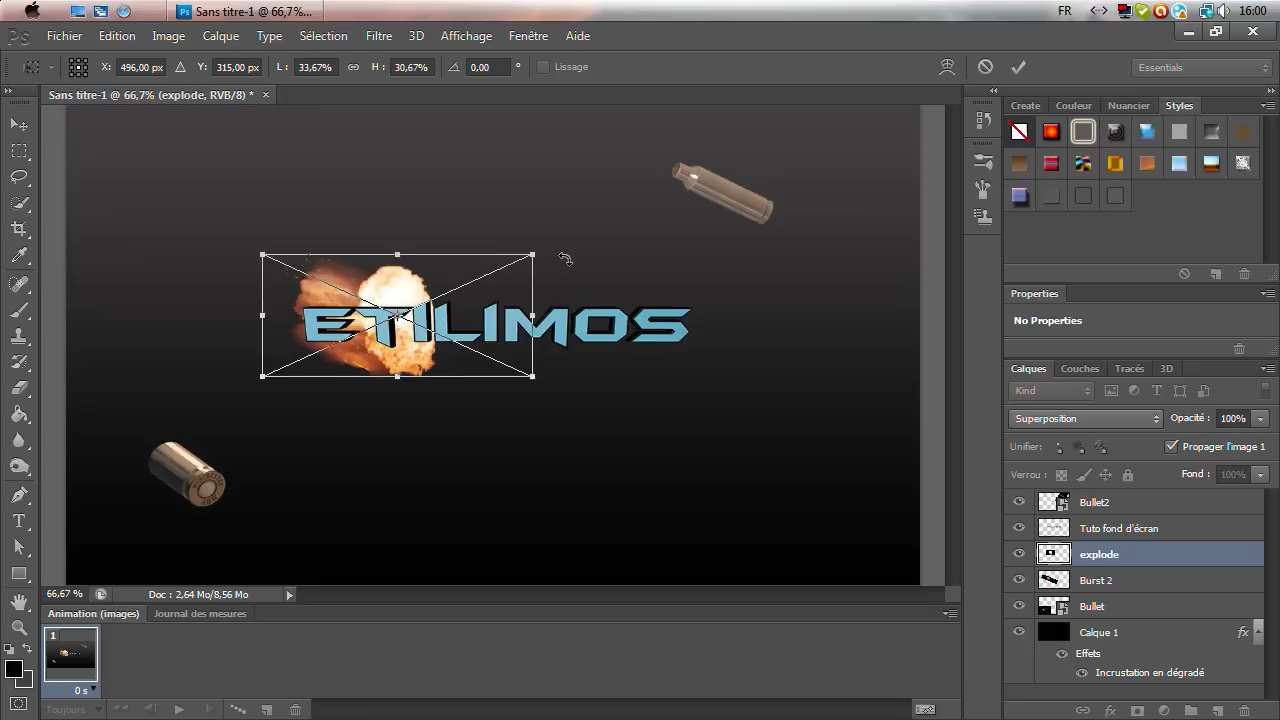 Ps Sans titre-1 @ 66,7%... FR 16:00
Ps Fichier Edition Image Calque Type Sélection Filtre 3D Affichage Fenêtre Aide
X: 496,00 px Y: 315,00 px L: 33,67% H: 30,67% 0,00 ° Lissage Essentials
Sans titre-1 @ 66,7% (explode, RVB/8) * ×
Create Couleur Nuancier Styles
ETILIMOS
Properties
No Properties
Calques Couches Tracés 3D
Kind
Superposition Opacité : 100%
Unifier: Propager l'image 1
Verrou : Fond : 100%
Bullet2
Tuto fond d'écran
explode
Burst 2
Bullet
Calque 1 fx
Effets
Incrustation en dégradé
66,67 % Doc : 2,64 Mo/8,56 Mo
Animation (images) Journal des mesures
1
0 s
Toujours
fx